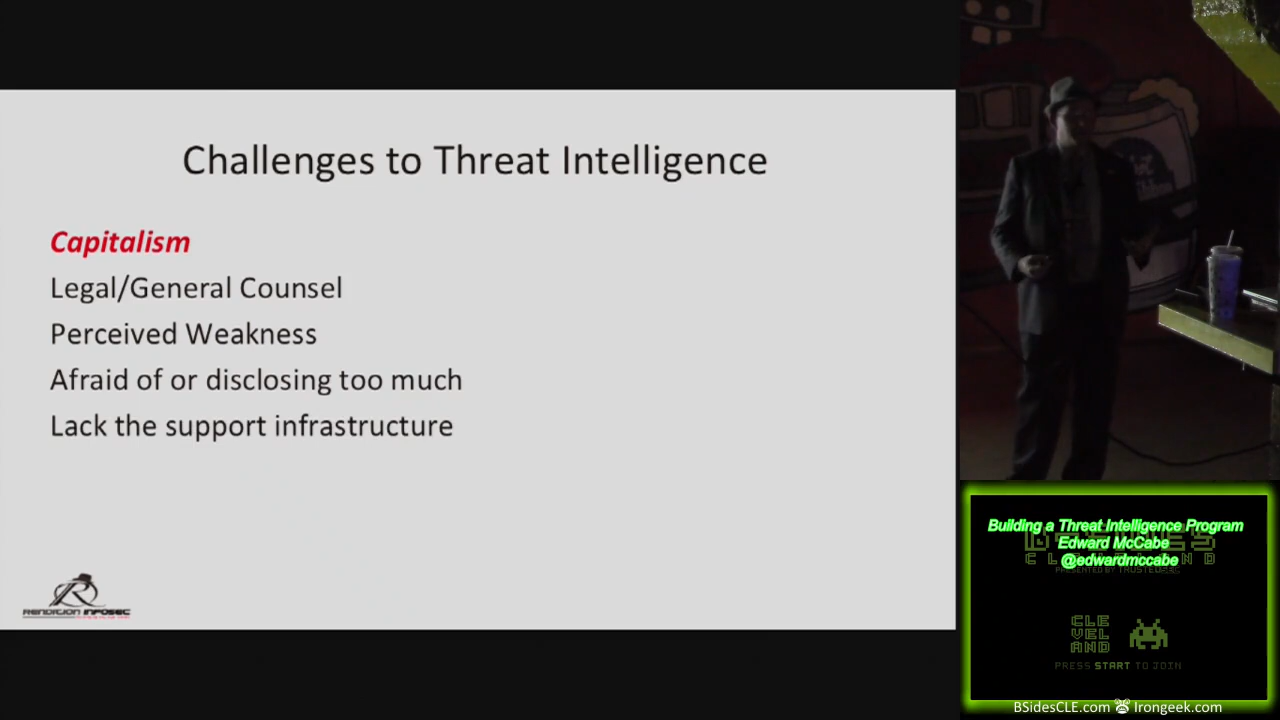 Challenges to Threat Intelligence
Capitalism
Legal/General Counsel
Perceived Weakness
Afraid of or disclosing too much
Lack the support infrastructure
RENDITION INFOSEC
Building a Threat Intelligence Program
Edward McCabe
@edwardmccabe
CLE
VEL
AND
PRESS START TO JOIN
BSidesCLE.com Irongeek.com